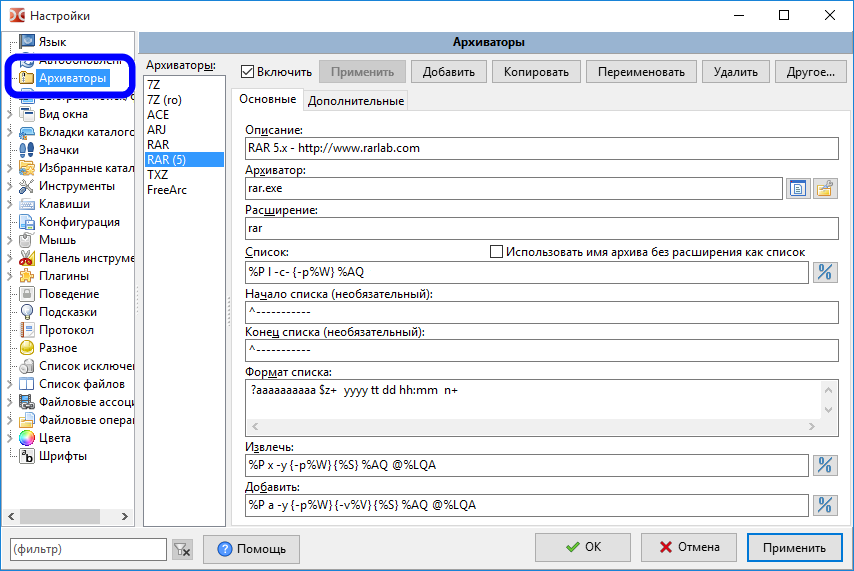 Настройки
Язык
Автообновлени
Архиваторы
Быстрый поиск/
Вид окна
Вкладки каталого
Значки
Избранные катал
Инструменты
Клавиши
Конфигурация
Мышь
Панель инструме
Плагины
Поведение
Подсказки
Протокол
Разное
Список исключен
Список файлов
Файловые ассоци
Файловые опера
Цвета
Шрифты
(фильтр)
Помощь
Архиваторы
Архиваторы:
7Z
7Z (ro)
ACE
ARJ
RAR
RAR (5)
TXZ
FreeArc
Включить
Применить
Добавить
Копировать
Переименовать
Удалить
Другое...
Основные
Дополнительные
Описание:
RAR 5.x - http://www.rarlab.com
Архиватор:
rar.exe
Расширение:
rar
Список:
Использовать имя архива без расширения как список
%P l -c- {-p%W} %AQ
Начало списка (необязательный):
^-----------
Конец списка (необязательный):
^-----------
Формат списка:
?aaaaaaaaaa $z+ yyyy tt dd hh:mm n+
Извлечь:
%P x -y {-p%W} {%S} %AQ @%LQA
Добавить:
%P a -y {-p%W} {-v%V} {%S} %AQ @%LQA
OK
Отмена
Применить